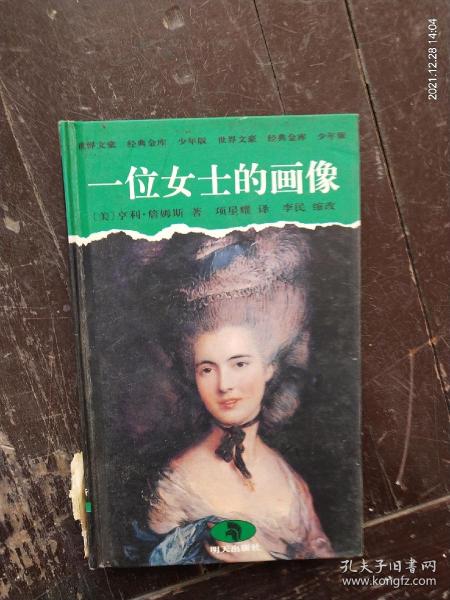 2021.12.28 14:04
世界文豪 经典金库 少年版 世界文豪 经典金库 少年版
一位女士的画像
〔美〕亨利·詹姆斯 著 项星耀 译 李民 缩改
明天出版社
孔夫子旧书网